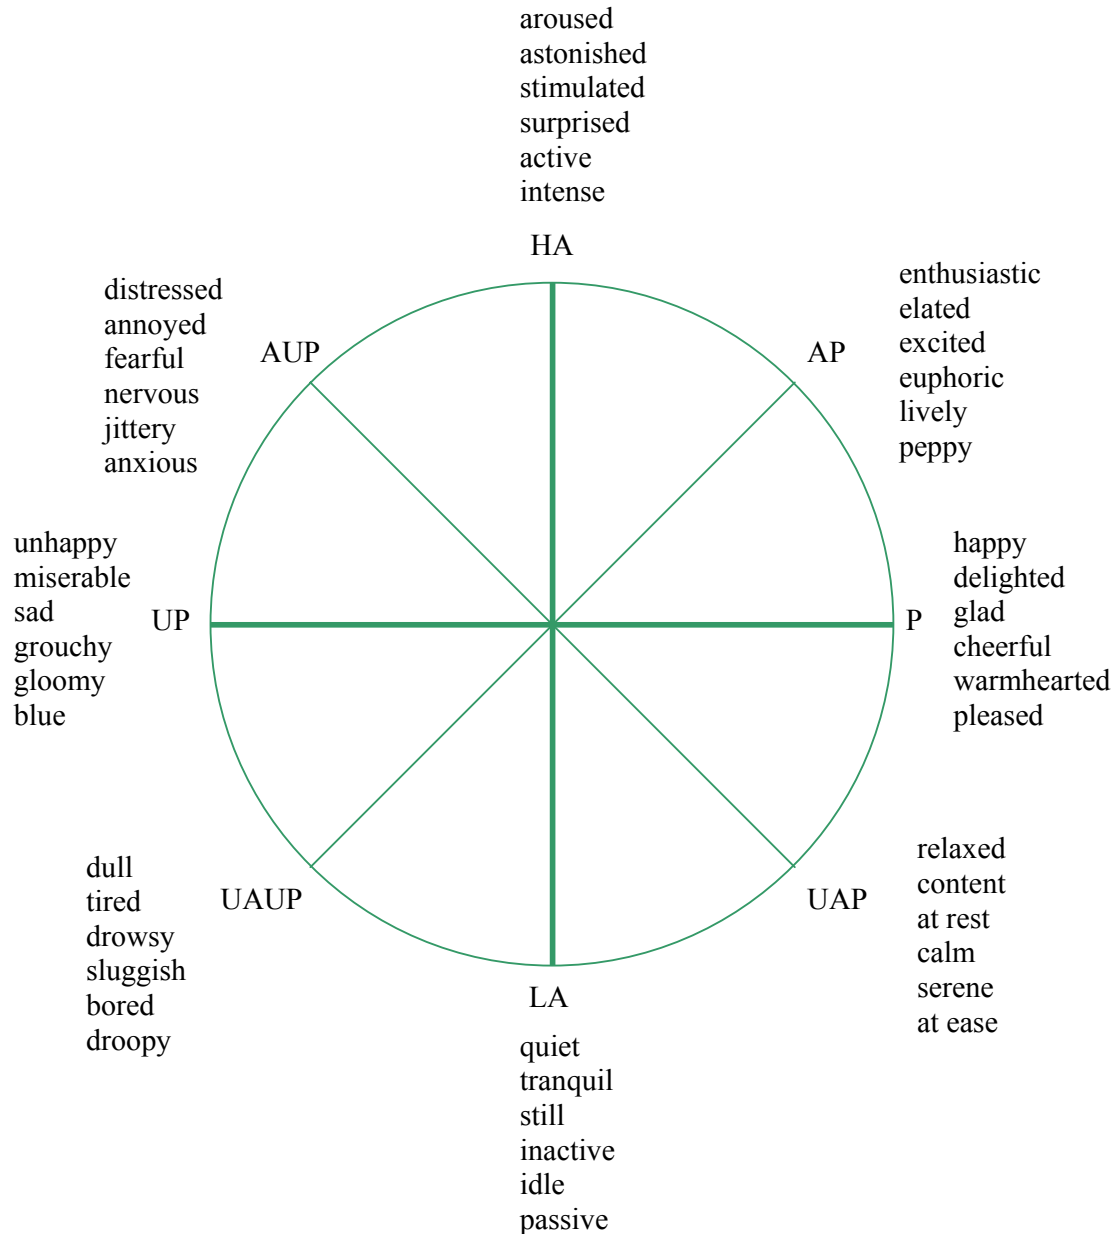 aroused
astonished
stimulated
surprised
active
intense
HA
distressed
annoyed
fearful
nervous
jittery
anxious
AUP
AP
enthusiastic
elated
excited
euphoric
lively
peppy
unhappy
miserable
sad
grouchy
gloomy
blue
UP
P
happy
delighted
glad
cheerful
warmhearted
pleased
dull
tired
drowsy
sluggish
bored
droopy
UAUP
UAP
relaxed
content
at rest
calm
serene
at ease
LA
quiet
tranquil
still
inactive
idle
passive